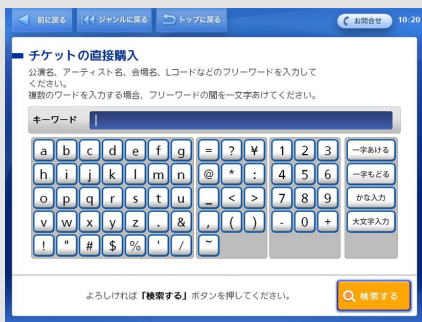 前に戻る ジャンルに戻る トップに戻る お問合せ 10:20
チケットの直接購入
公演名、アーティスト名、会場名、Lコードなどのフリーワードを入力して
ください。
複数のワードを入力する場合、フリーワードの間を一文字あけてください。
キーワード
a b c d e f g = ? ¥ 1 2 3 一字あける
h i j k l m n @ * : 4 5 6 一字もどる
o p q r s t u _ < > 7 8 9 かな入力
v w x y z . & , ( ) - 0 + 大文字入力
! " # $ % ' / ~
よろしければ「検索する」ボタンを押してください。 検索する